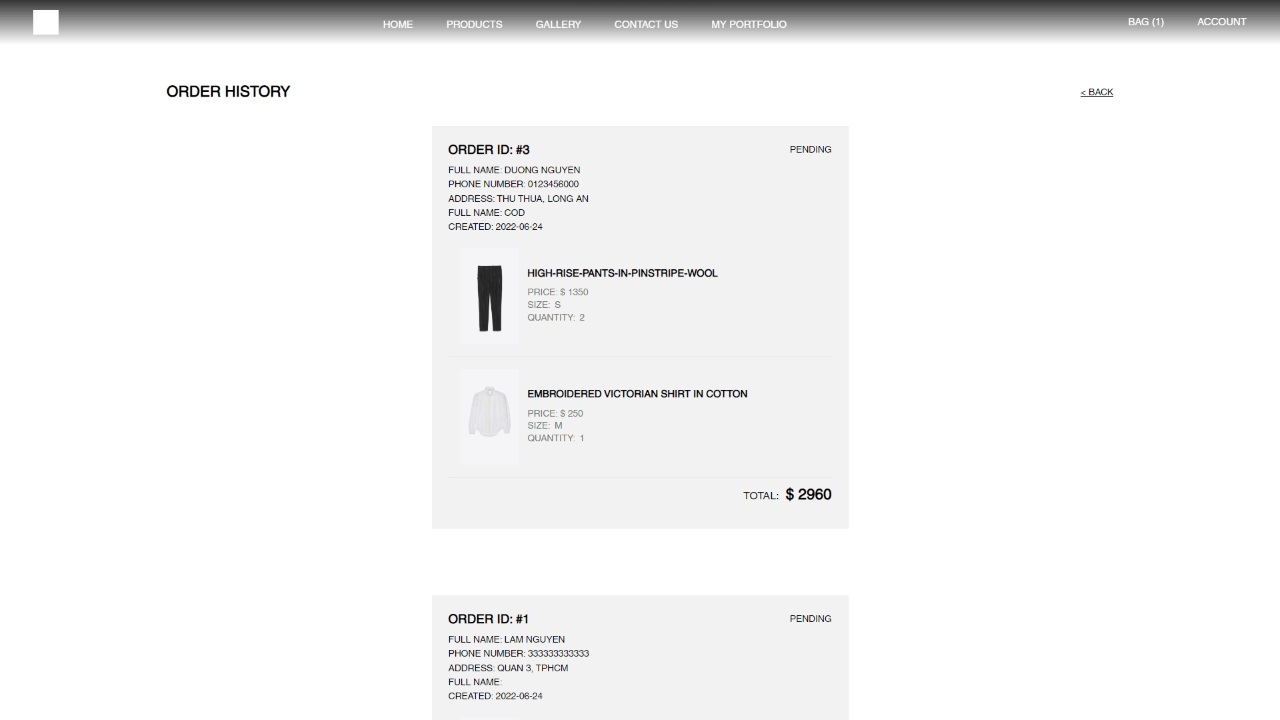 HOME PRODUCTS GALLERY CONTACT US MY PORTFOLIO BAG (1) ACCOUNT
ORDER HISTORY < BACK
ORDER ID: #3 PENDING
FULL NAME: DUONG NGUYEN
PHONE NUMBER: 0123456000
ADDRESS: THU THUA, LONG AN
FULL NAME: COD
CREATED: 2022-06-24
HIGH-RISE-PANTS-IN-PINSTRIPE-WOOL
PRICE: $ 1350
SIZE: S
QUANTITY: 2
EMBROIDERED VICTORIAN SHIRT IN COTTON
PRICE: $ 250
SIZE: M
QUANTITY: 1
TOTAL: $ 2960
ORDER ID: #1 PENDING
FULL NAME: LAM NGUYEN
PHONE NUMBER: 333333333333
ADDRESS: QUAN 3, TPHCM
FULL NAME:
CREATED: 2022-06-24